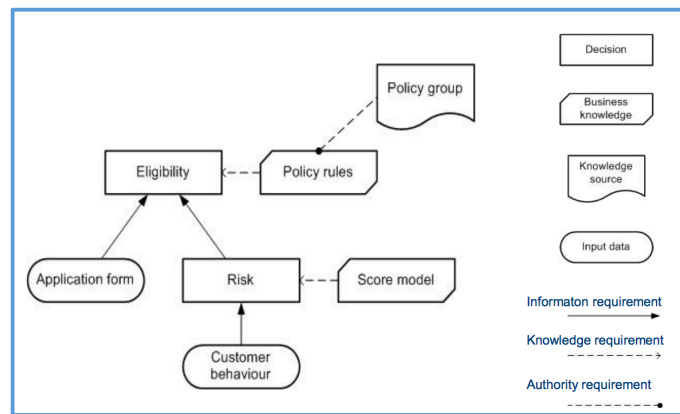 Policy group
Eligibility
Policy rules
Application form
Risk
Score model
Customer
behaviour
Decision
Business
knowledge
Knowledge
source
Input data
Informaton requirement
Knowledge requirement
Authority requirement